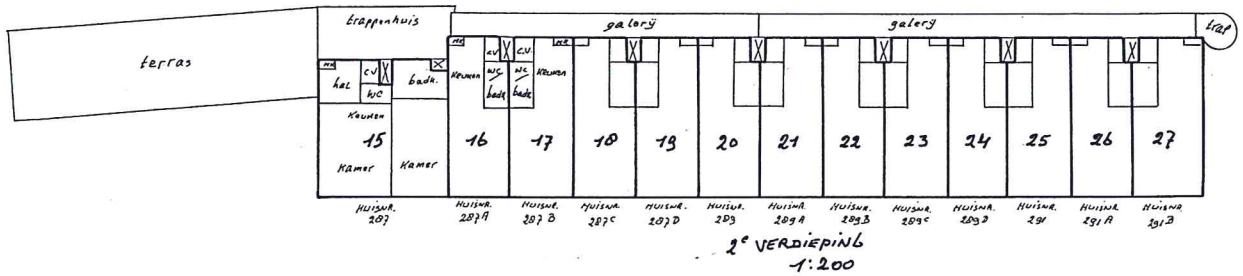 trappenhuis
galerij
galerij
trap
terras
MK
CV
hal
WC
badk.
MK
CV
C.V.
MK
Keuken
WC/badk
WC/badk
Keuken
Keuken
15
16
17
18
19
20
21
22
23
24
25
26
27
Kamer
Kamer
HUISNR. 287
HUISNR. 287A
HUISNR. 287B
HUISNR. 287C
HUISNR. 287D
HUISNR. 289
HUISNR. 289A
HUISNR. 289B
HUISNR. 289C
HUISNR. 289D
HUISNR. 291
HUISNR. 291A
HUISNR. 291B
2e VERDIEPING
1:200